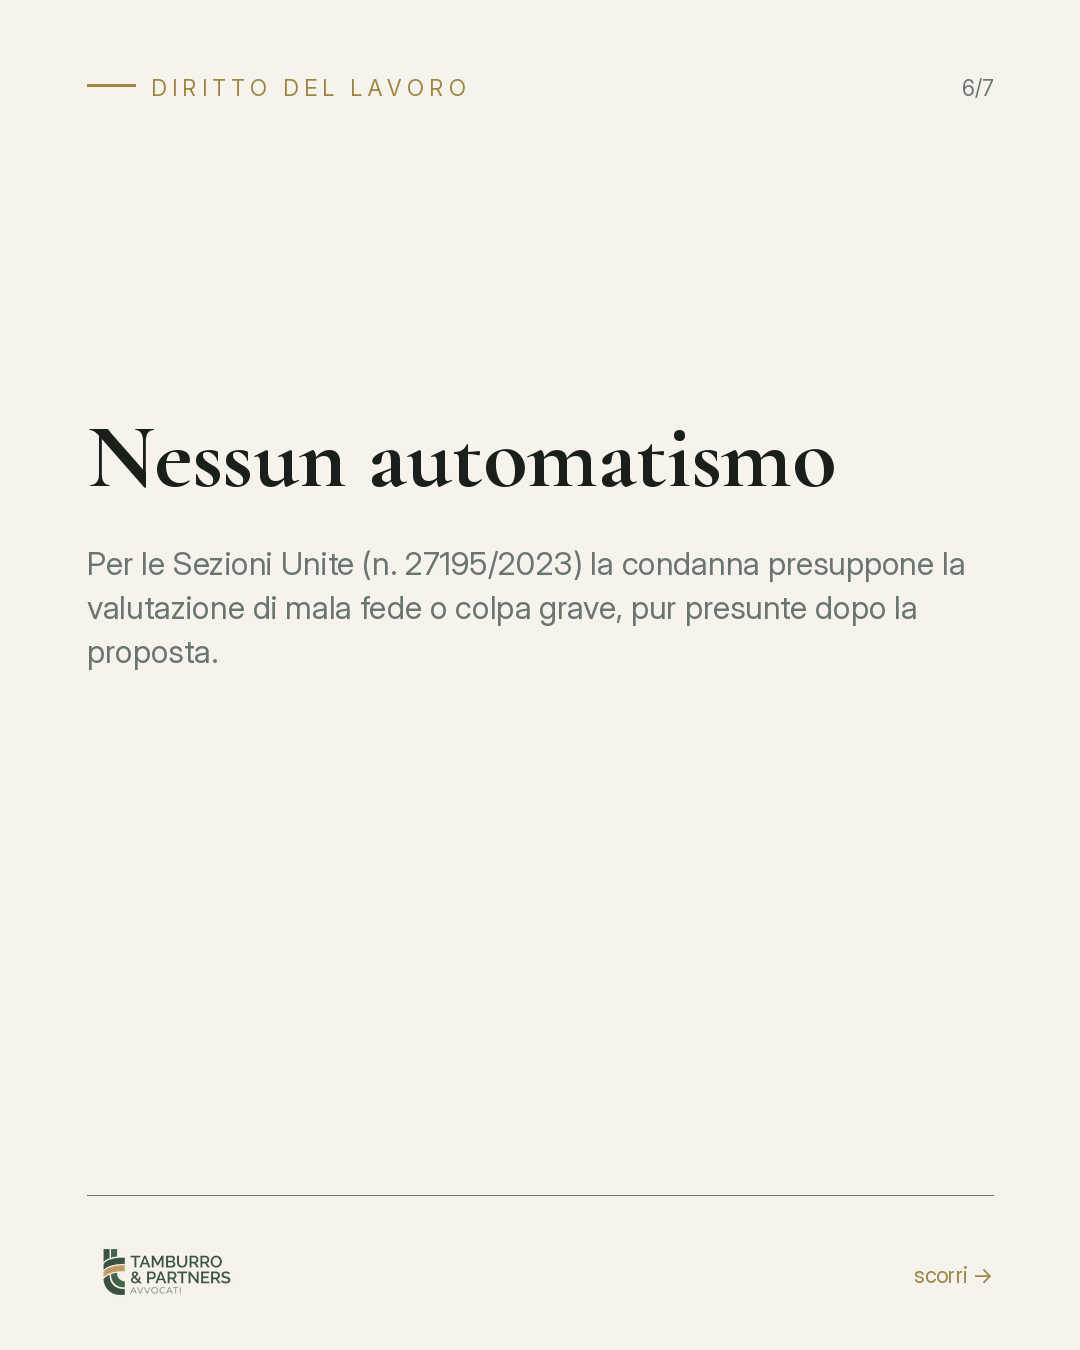 DIRITTO DEL LAVORO
6/7
Nessun automatismo
Per le Sezioni Unite (n. 27195/2023) la condanna presuppone la
valutazione di mala fede o colpa grave, pur presunte dopo la
proposta.
TAMBURRO
& PARTNERS
AVVOCATI
scorri →